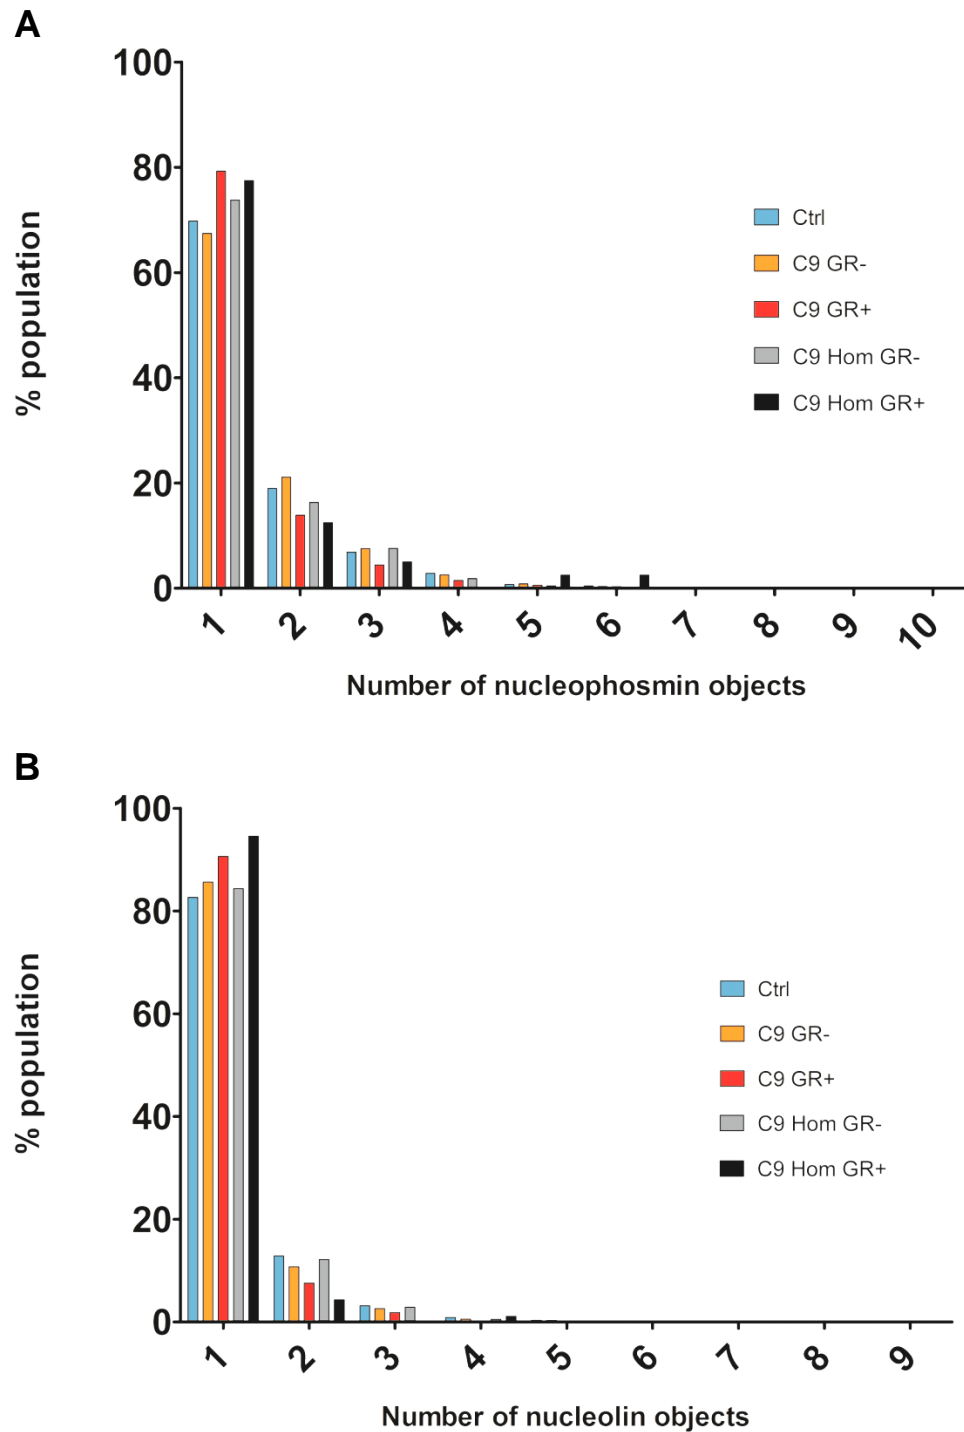 A
100
80
60
40
20
0
% population
Ctrl
C9 GR-
C9 GR+
C9 Hom GR-
C9 Hom GR+
1 2 3 4 5 6 7 8 9 10
Number of nucleophosmin objects
B
100
80
60
40
20
0
% population
Ctrl
C9 GR-
C9 GR+
C9 Hom GR-
C9 Hom GR+
1 2 3 4 5 6 7 8 9
Number of nucleolin objects